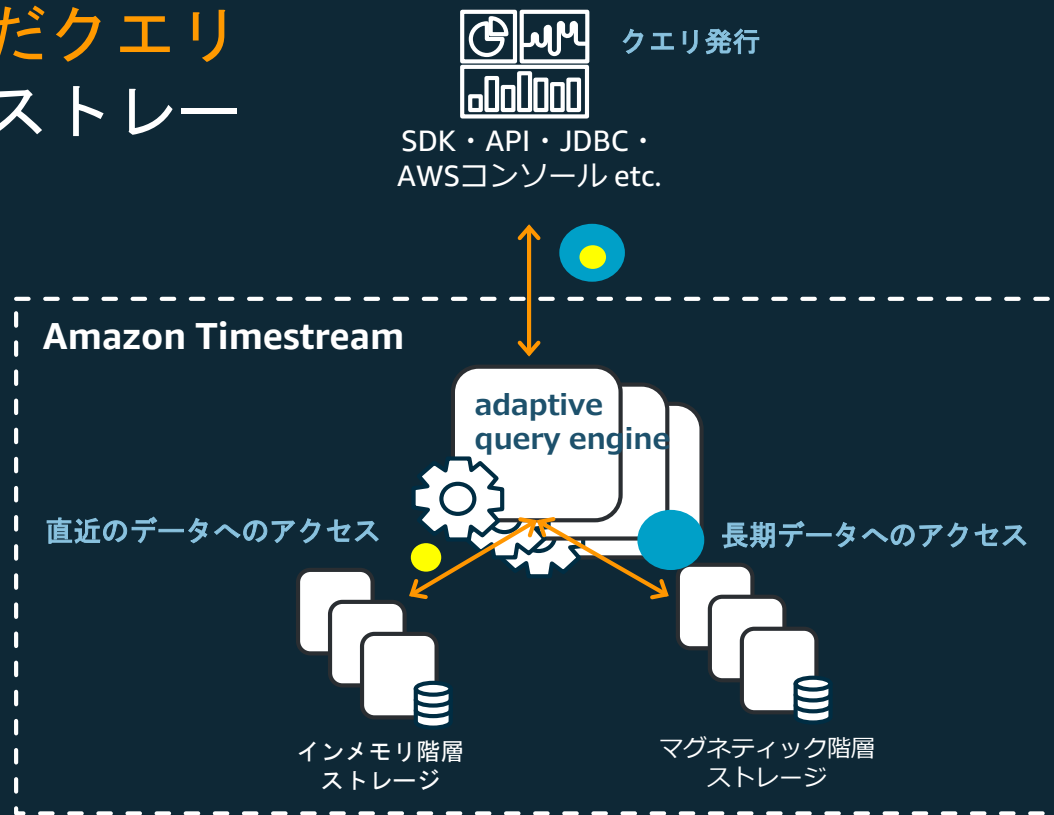 だクエリ
ストレー
クエリ発行
SDK・API・JDBC・
AWSコンソール etc.
Amazon Timestream
adaptive
query engine
直近のデータへのアクセス
長期データへのアクセス
インメモリ階層
ストレージ
マグネティック階層
ストレージ